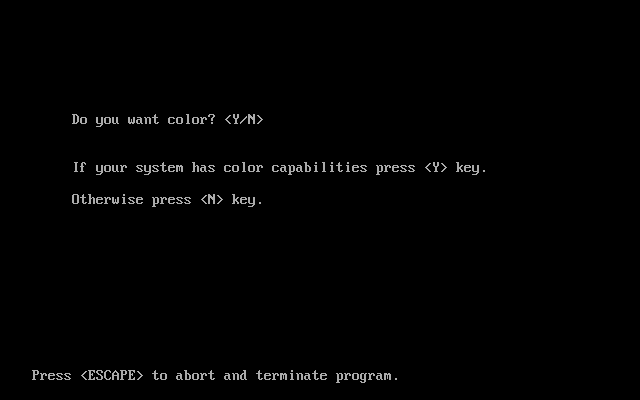 Do you want color? <Y/N>
If your system has color capabilities press <Y> key.
Otherwise press <N> key.
Press <ESCAPE> to abort and terminate program.